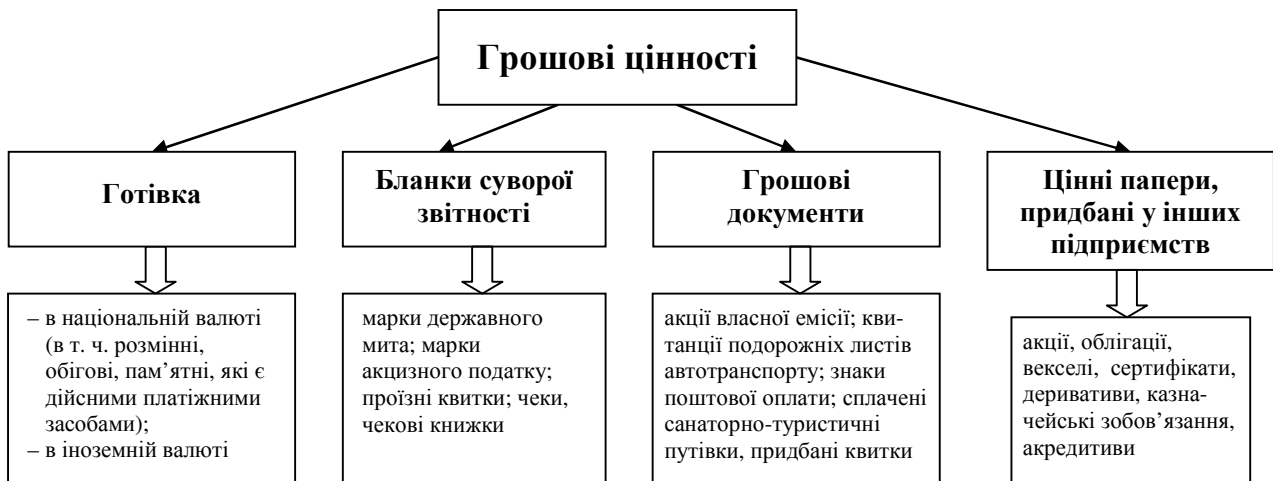 Грошові цінності
Готівка
Бланки суворої
звітності
Грошові
документи
Цінні папери,
придбані у інших
підприємств
– в національній валюті
(в т. ч. розмінні,
обігові, пам’ятні, які є
дійсними платіжними
засобами);
– в іноземній валюті
марки державного
мита; марки
акцизного податку;
проїзні квитки; чеки,
чекові книжки
акції власної емісії; кви-
танції подорожніх листів
автотранспорту; знаки
поштової оплати; сплачені
санаторно-туристичні
путівки, придбані квитки
акції, облігації,
векселі, сертифікати,
деривативи, казна-
чейські зобов’язання,
акредитиви